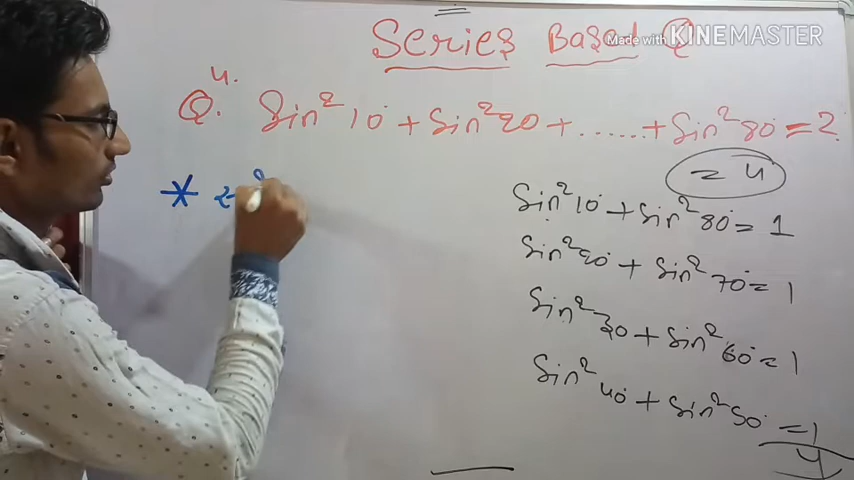 Series Based Q
Made with KINEMASTER
Q.4. Sin²10° + Sin²20° + ...... + Sin²80° = ?
= 4
Sin²10° + Sin²80° = 1
Sin²20° + Sin²70° = 1
Sin²30 + Sin²60° = 1
Sin²40° + Sin²50° = 1
4
*